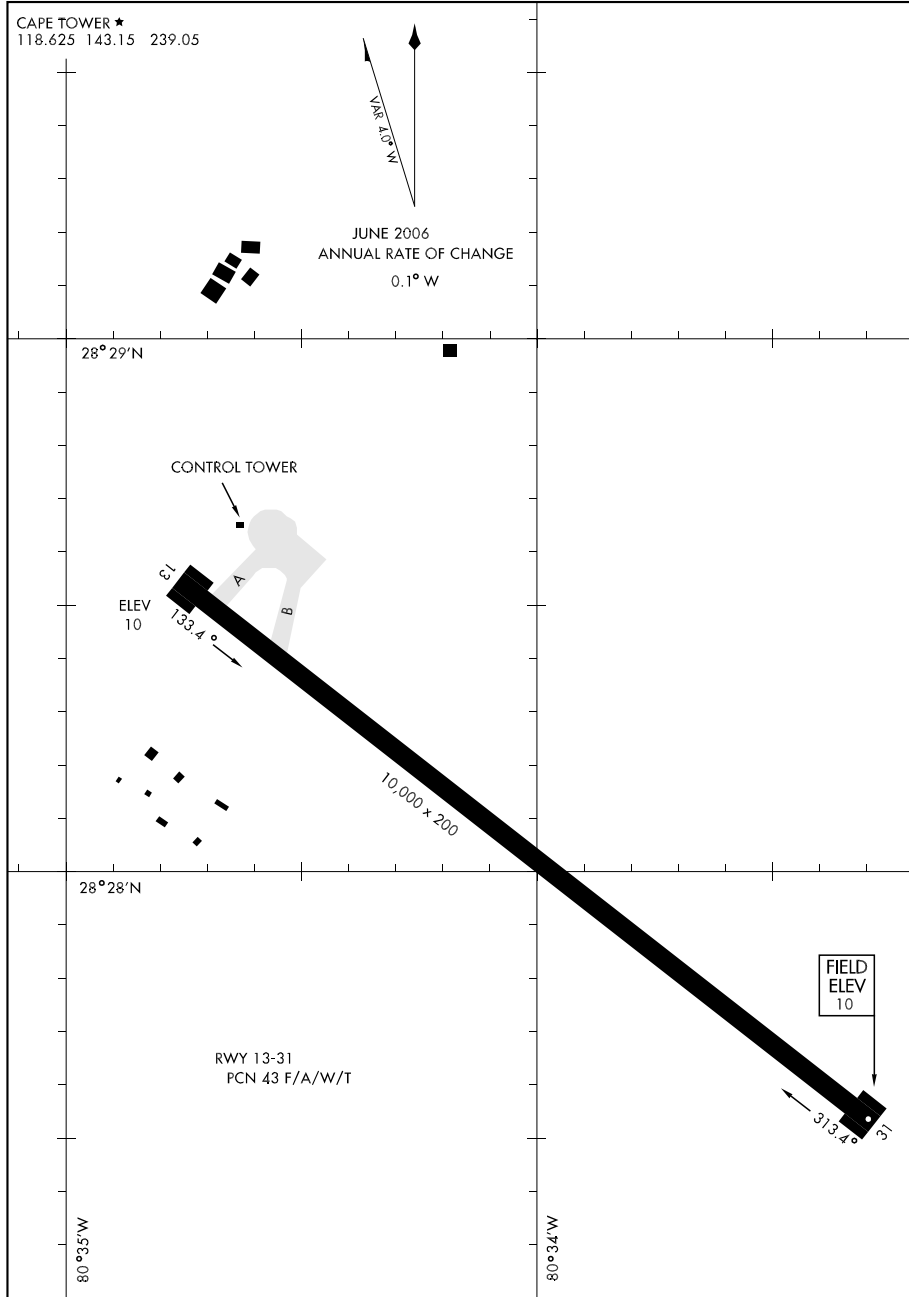 CAPE TOWER ★
118.625 143.15 239.05
VAR 4.0° W
JUNE 2006
ANNUAL RATE OF CHANGE
0.1° W
28°29'N
CONTROL TOWER
13
A
B
ELEV
10
133.4°
10,000 x 200
28°28'N
FIELD
ELEV
10
RWY 13-31
PCN 43 F/A/W/T
313.4°
31
80°35'W
80°34'W